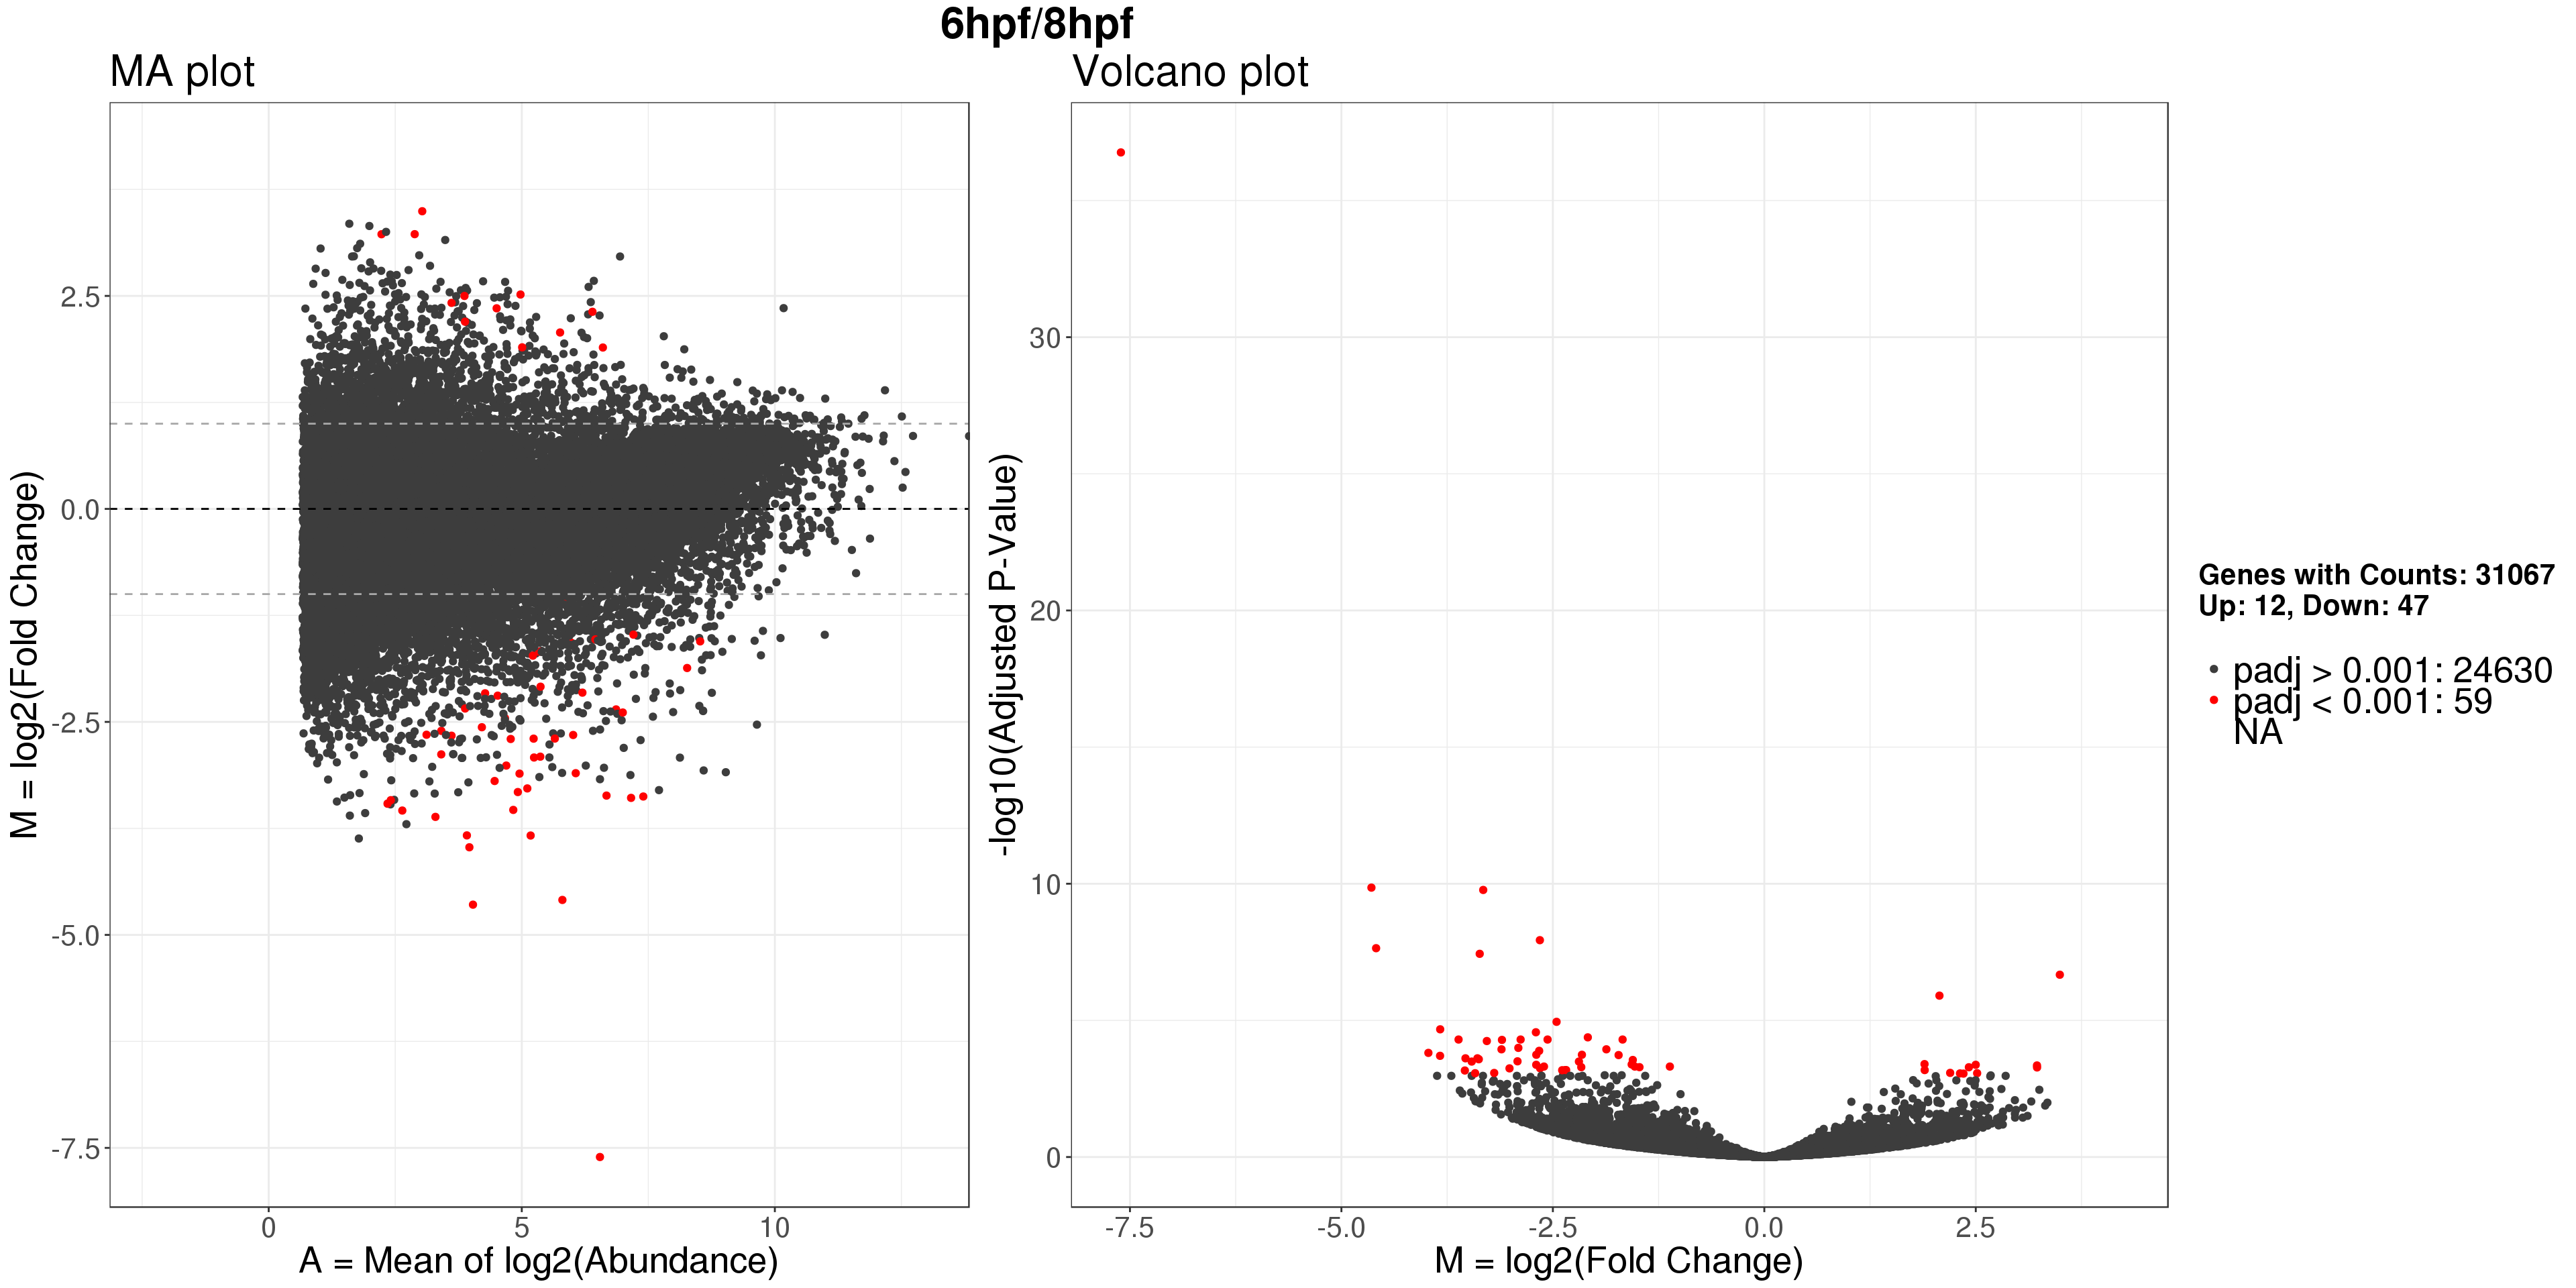 6hpf/8hpf
MA plot
M = log2(Fold Change)
2.5
0.0
-2.5
-5.0
-7.5
0
5
10
A = Mean of log2(Abundance)
Volcano plot
-log10(Adjusted P-Value)
30
20
10
0
-7.5
-5.0
-2.5
0.0
2.5
M = log2(Fold Change)
Genes with Counts: 31067
Up: 12, Down: 47
padj > 0.001: 24630
padj < 0.001: 59
NA